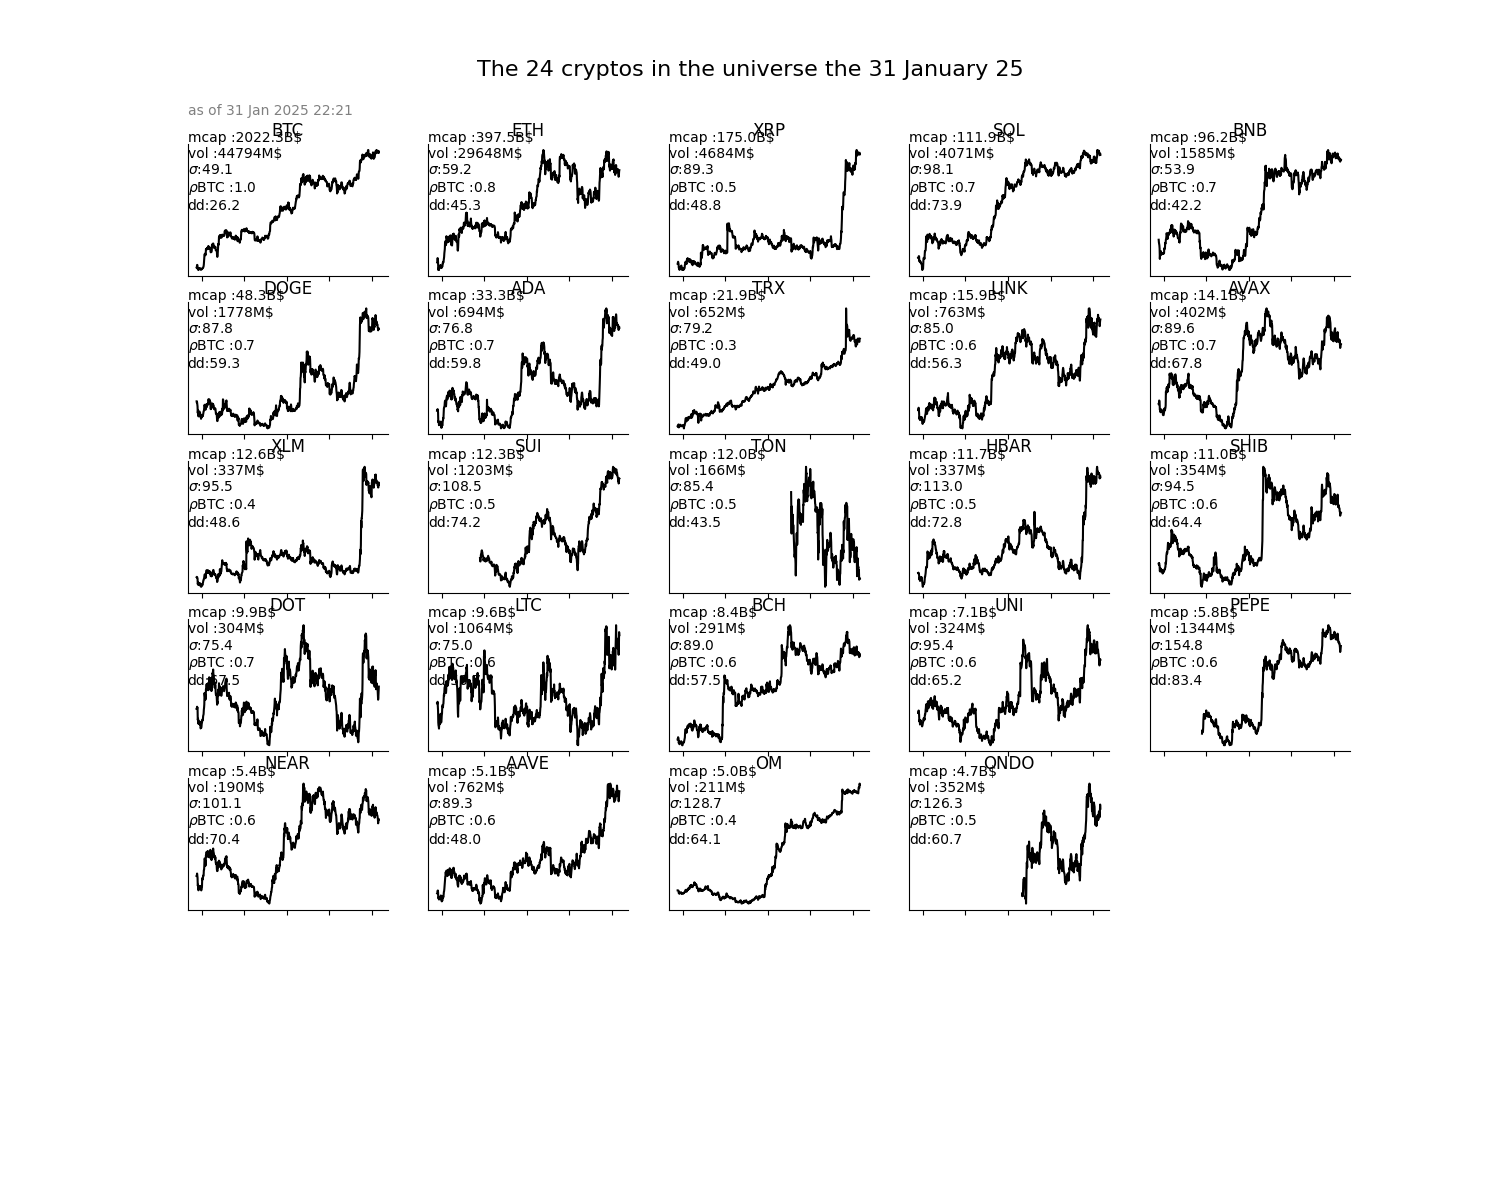 The 24 cryptos in the universe the 31 January 25
as of 31 Jan 2025 22:21
BTC
mcap :2022.3B$
vol :44794M$
σ:49.1
ρBTC :1.0
dd:26.2
ETH
mcap :397.5B$
vol :29648M$
σ:59.2
ρBTC :0.8
dd:45.3
XRP
mcap :175.0B$
vol :4684M$
σ:89.3
ρBTC :0.5
dd:48.8
SOL
mcap :111.9B$
vol :4071M$
σ:98.1
ρBTC :0.7
dd:73.9
BNB
mcap :96.2B$
vol :1585M$
σ:53.9
ρBTC :0.7
dd:42.2
DOGE
mcap :48.3B$
vol :1778M$
σ:87.8
ρBTC :0.7
dd:59.3
ADA
mcap :33.3B$
vol :694M$
σ:76.8
ρBTC :0.7
dd:59.8
TRX
mcap :21.9B$
vol :652M$
σ:79.2
ρBTC :0.3
dd:49.0
LINK
mcap :15.9B$
vol :763M$
σ:85.0
ρBTC :0.6
dd:56.3
AVAX
mcap :14.1B$
vol :402M$
σ:89.6
ρBTC :0.7
dd:67.8
XLM
mcap :12.6B$
vol :337M$
σ:95.5
ρBTC :0.4
dd:48.6
SUI
mcap :12.3B$
vol :1203M$
σ:108.5
ρBTC :0.5
dd:74.2
TON
mcap :12.0B$
vol :166M$
σ:85.4
ρBTC :0.5
dd:43.5
HBAR
mcap :11.7B$
vol :337M$
σ:113.0
ρBTC :0.5
dd:72.8
SHIB
mcap :11.0B$
vol :354M$
σ:94.5
ρBTC :0.6
dd:64.4
DOT
mcap :9.9B$
vol :304M$
σ:75.4
ρBTC :0.7
LTC
mcap :9.6B$
vol :1064M$
σ:75.0
ρBTC :0.6
BCH
mcap :8.4B$
vol :291M$
σ:89.0
ρBTC :0.6
dd:57.5
UNI
mcap :7.1B$
vol :324M$
σ:95.4
ρBTC :0.6
dd:65.2
PEPE
mcap :5.8B$
vol :1344M$
σ:154.8
ρBTC :0.6
dd:83.4
NEAR
mcap :5.4B$
vol :190M$
σ:101.1
ρBTC :0.6
dd:70.4
AAVE
mcap :5.1B$
vol :762M$
σ:89.3
ρBTC :0.6
dd:48.0
OM
mcap :5.0B$
vol :211M$
σ:128.7
ρBTC :0.4
dd:64.1
ONDO
mcap :4.7B$
vol :352M$
σ:126.3
ρBTC :0.5
dd:60.7